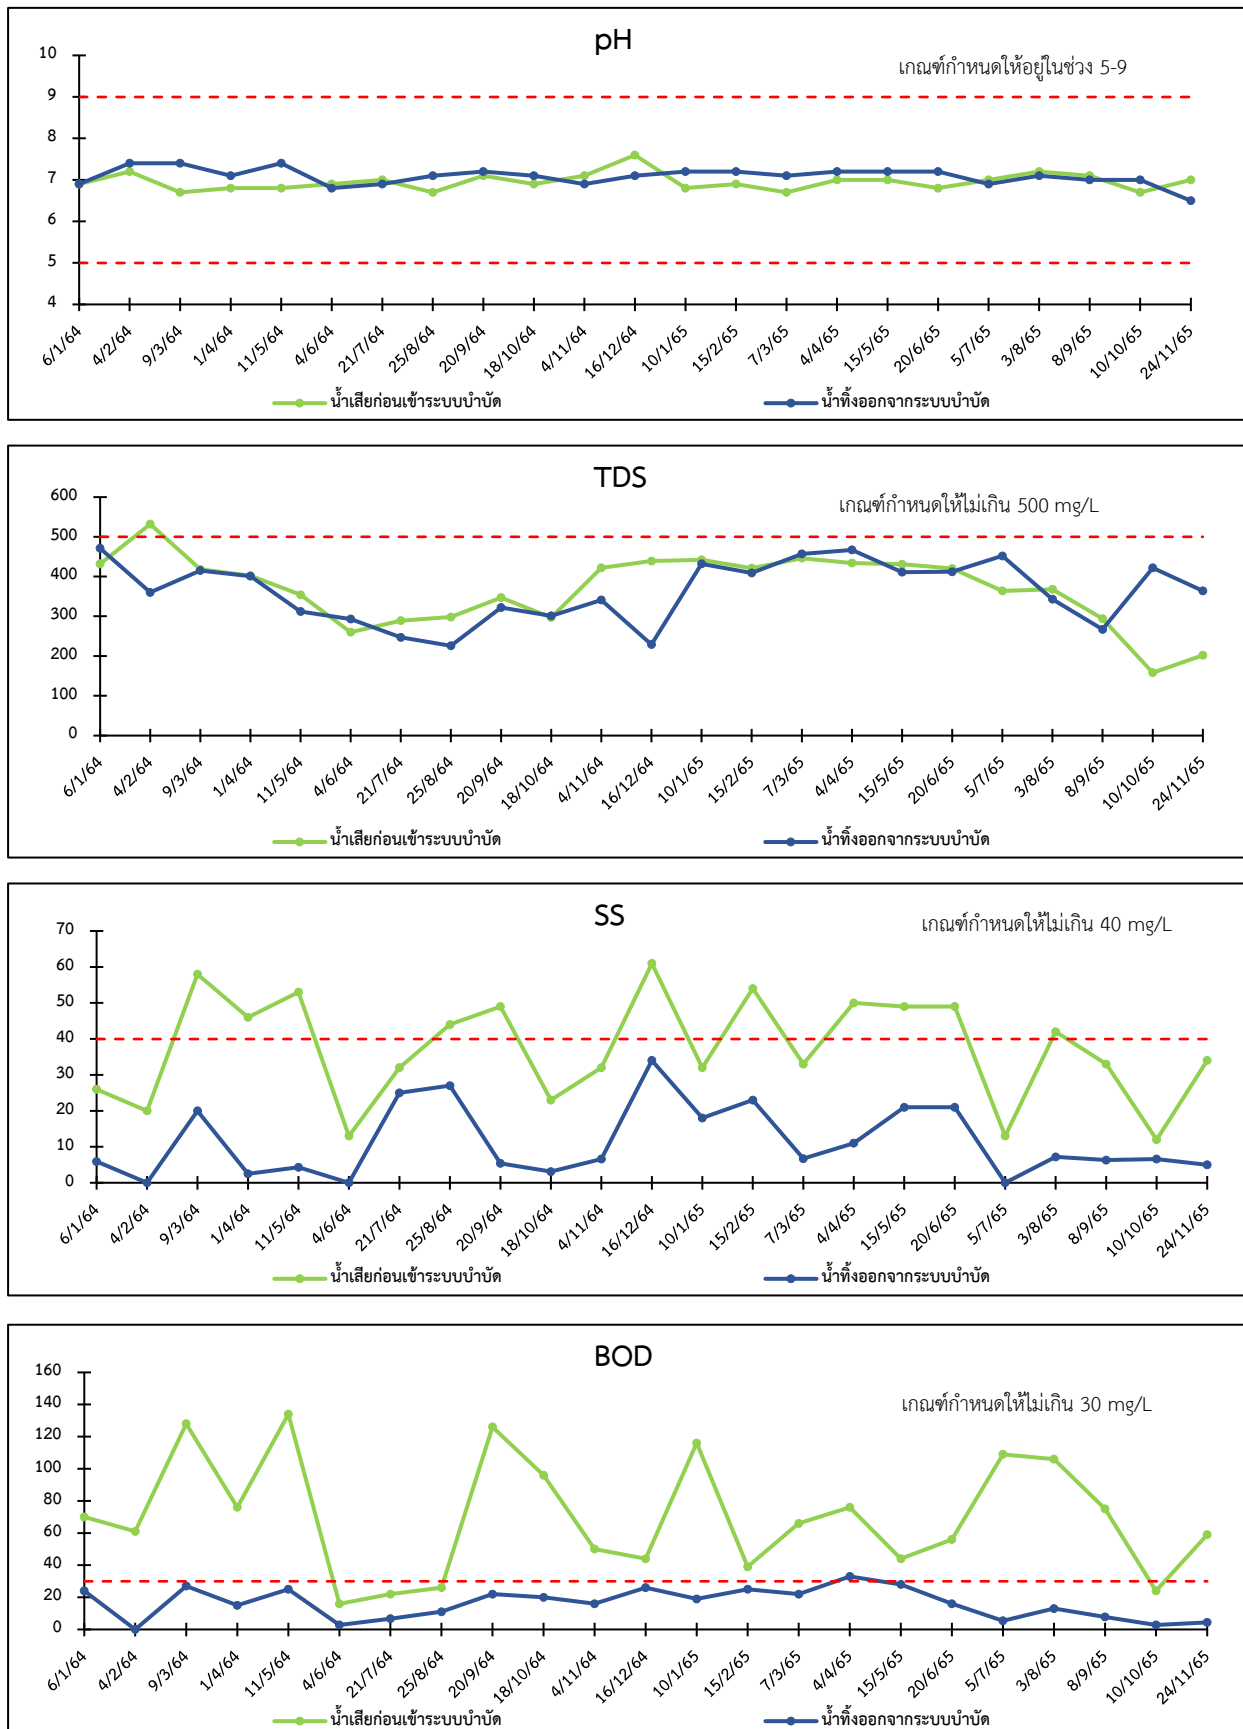 pH
เกณฑ์กำหนดให้อยู่ในช่วง 5-9
10
9
8
7
6
5
4
6/1/64 4/2/64 9/3/64 1/4/64 11/5/64 4/6/64 21/7/64 25/8/64 20/9/64 18/10/64 4/11/64 16/12/64 10/1/65 15/2/65 7/3/65 4/4/65 15/5/65 20/6/65 5/7/65 3/8/65 8/9/65 10/10/65 24/11/65
น้ำเสียก่อนเข้าระบบบำบัด น้ำทิ้งออกจากระบบบำบัด
TDS
เกณฑ์กำหนดให้ไม่เกิน 500 mg/L
600
500
400
300
200
100
0
6/1/64 4/2/64 9/3/64 1/4/64 11/5/64 4/6/64 21/7/64 25/8/64 20/9/64 18/10/64 4/11/64 16/12/64 10/1/65 15/2/65 7/3/65 4/4/65 15/5/65 20/6/65 5/7/65 3/8/65 8/9/65 10/10/65 24/11/65
น้ำเสียก่อนเข้าระบบบำบัด น้ำทิ้งออกจากระบบบำบัด
SS
เกณฑ์กำหนดให้ไม่เกิน 40 mg/L
70
60
50
40
30
20
10
0
6/1/64 4/2/64 9/3/64 1/4/64 11/5/64 4/6/64 21/7/64 25/8/64 20/9/64 18/10/64 4/11/64 16/12/64 10/1/65 15/2/65 7/3/65 4/4/65 15/5/65 20/6/65 5/7/65 3/8/65 8/9/65 10/10/65 24/11/65
น้ำเสียก่อนเข้าระบบบำบัด น้ำทิ้งออกจากระบบบำบัด
BOD
เกณฑ์กำหนดให้ไม่เกิน 30 mg/L
160
140
120
100
80
60
40
20
0
6/1/64 4/2/64 9/3/64 1/4/64 11/5/64 4/6/64 21/7/64 25/8/64 20/9/64 18/10/64 4/11/64 16/12/64 10/1/65 15/2/65 7/3/65 4/4/65 15/5/65 20/6/65 5/7/65 3/8/65 8/9/65 10/10/65 24/11/65
น้ำเสียก่อนเข้าระบบบำบัด น้ำทิ้งออกจากระบบบำบัด